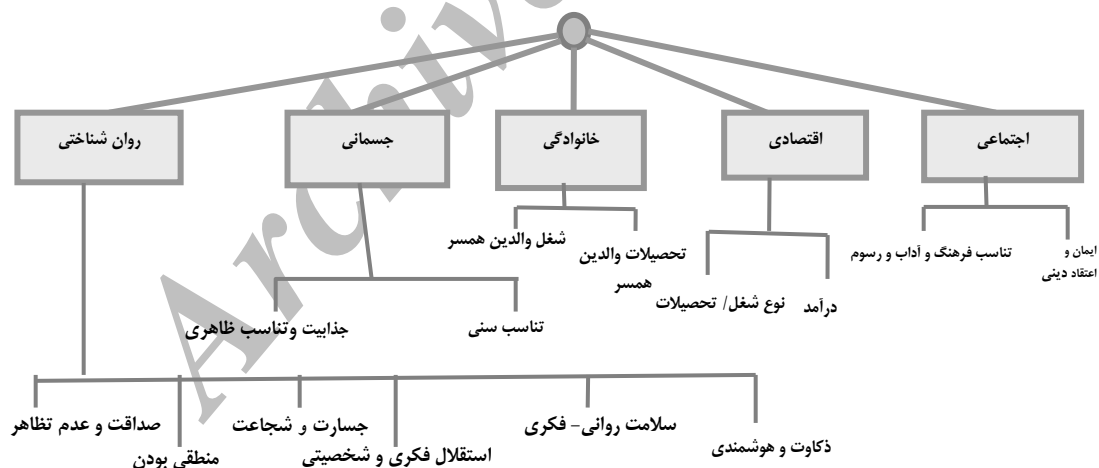 اجتماعی
اقتصادی
خانوادگی
جسمانی
روان شناختی
ایمان و
اعتقاد دینی
تناسب فرهنگ و آداب و رسوم
درآمد
نوع شغل/ تحصیلات
تحصیلات والدین
همسر
شغل والدین همسر
تناسب سنی
جذابیت وتناسب ظاهری
ذکاوت و هوشمندی
سلامت روانی- فکری
استقلال فکری و شخصیتی
جسارت و شجاعت
منطقی بودن
صداقت و عدم تظاهر
Archive